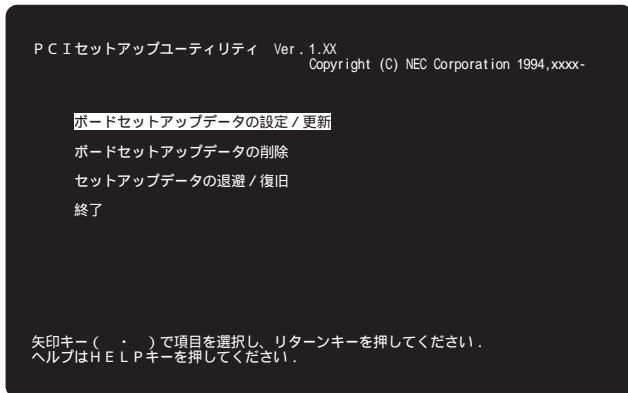 ＰＣＩセットアップユーティリティ　Ver．1.XX
Copyright (C) NEC Corporation 1994,xxxx-
ボードセットアップデータの設定／更新
ボードセットアップデータの削除
セットアップデータの退避／復旧
終了
矢印キー（　・　）で項目を選択し、リターンキーを押してください．
ヘルプはＨＥＬＰキーを押してください．